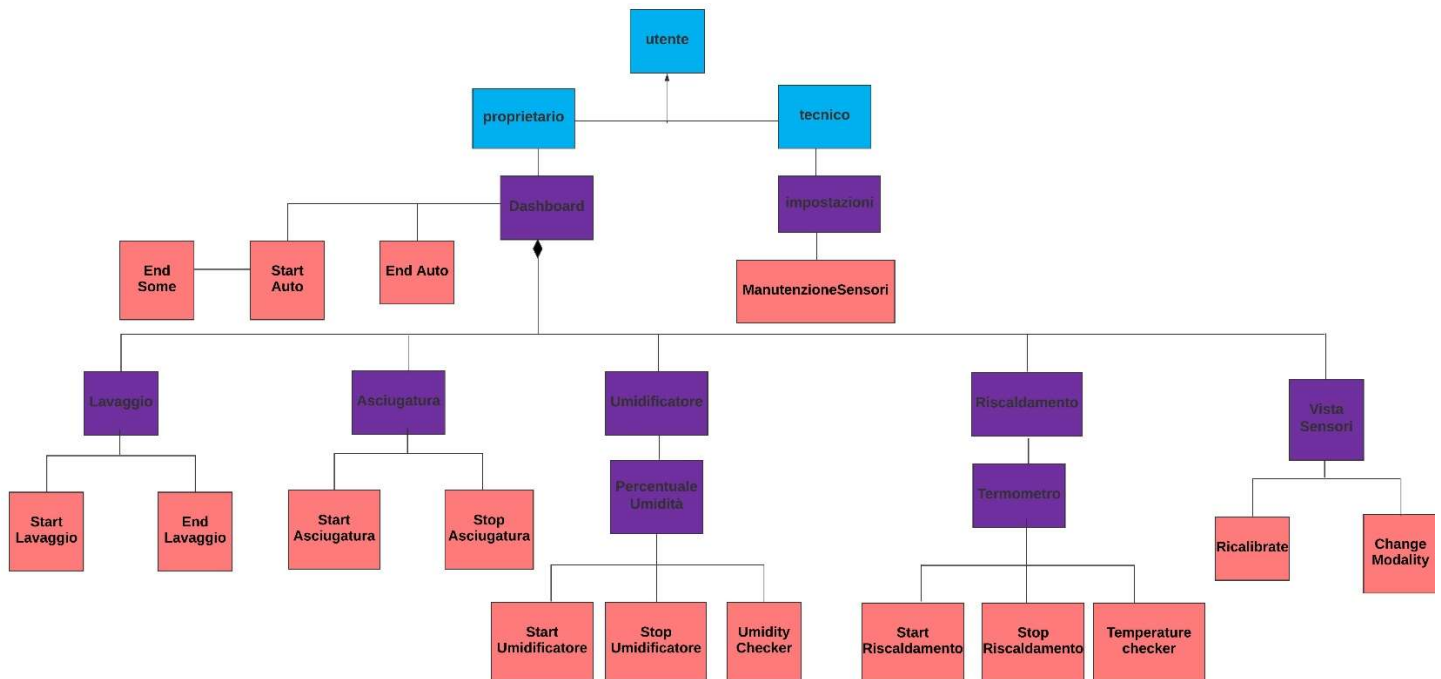 utente
proprietario
tecnico
Dashboard
impostazioni
End
Some
Start
Auto
End Auto
ManutenzioneSensori
Lavaggio
Asciugatura
Umidificatore
Riscaldamento
Vista
Sensori
Percentuale
Umidità
Termometro
Start
Lavaggio
End
Lavaggio
Start
Asciugatura
Stop
Asciugatura
Ricalibrate
Change
Modality
Start
Umidificatore
Stop
Umidificatore
Umidity
Checker
Start
Riscaldamento
Stop
Riscaldamento
Temperature
checker